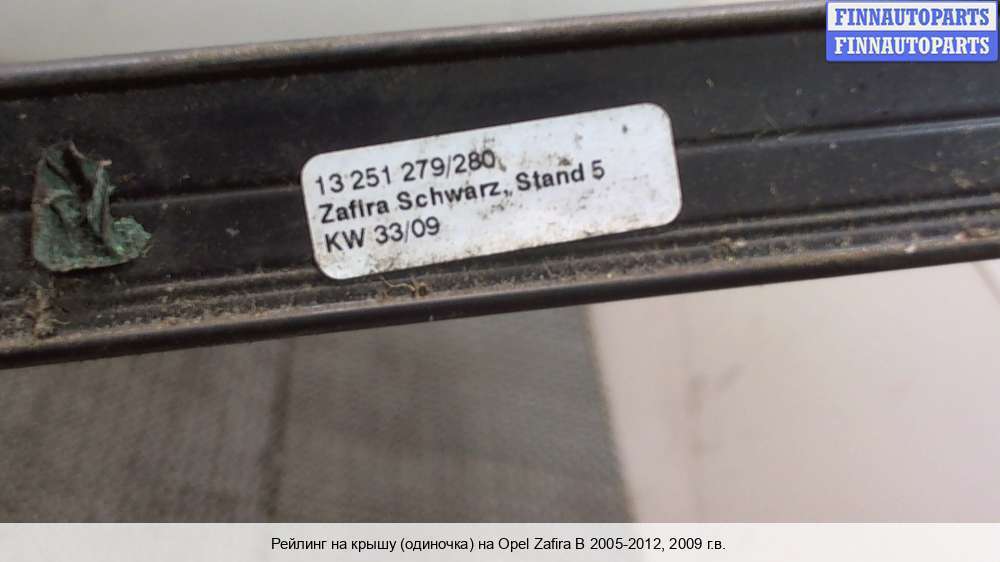 FINNAUTOPARTS
FINNAUTOPARTS
13 251 279/280
Zafira Schwarz, Stand 5
KW 33/09
Рейлинг на крышу (одиночка) на Opel Zafira B 2005-2012, 2009 г.в.